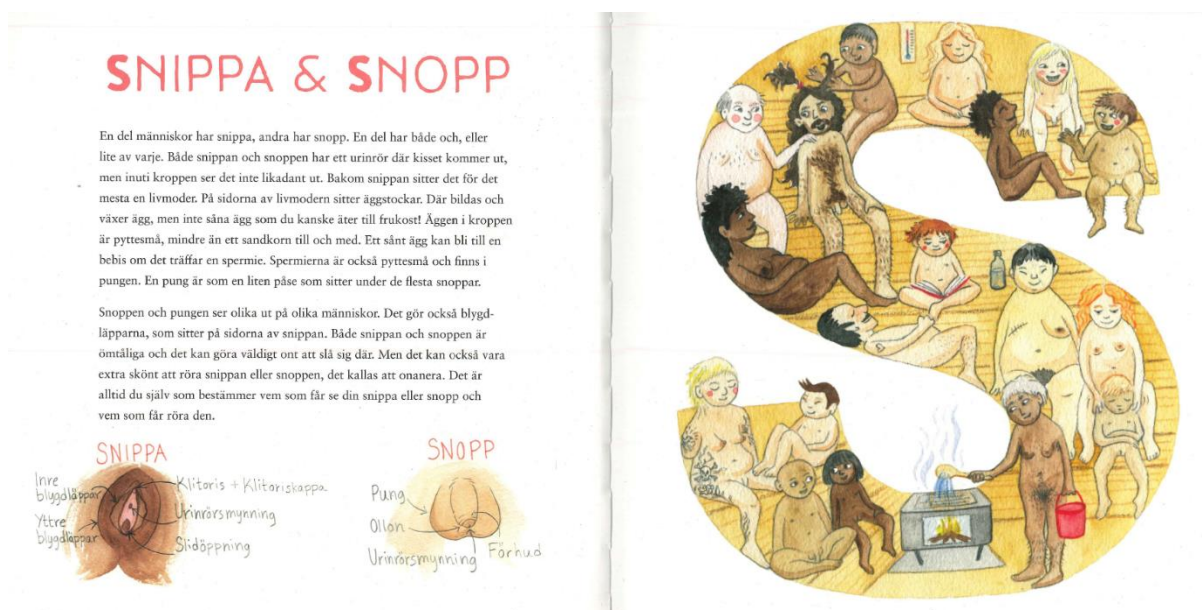 SNIPPA & SNOPP
En del människor har snippa, andra har snopp. En del har både och, eller
lite av varje. Både snippan och snoppen har ett urinrör där kisset kommer ut,
men inuti kroppen ser det inte likadant ut. Bakom snippan sitter det för det
mesta en livmoder. På sidorna av livmodern sitter äggstockar. Där bildas och
växer ägg, men inte såna ägg som du kanske äter till frukost! Äggen i kroppen
är pyttesmå, mindre än ett sandkorn till och med. Ett sånt ägg kan bli till en
bebis om det träffar en spermie. Spermierna är också pyttesmå och finns i
pungen. En pung är som en liten påse som sitter under de flesta snoppar.
Snoppen och pungen ser olika ut på olika människor. Det gör också blygd-
läpparna, som sitter på sidorna av snippan. Både snippan och snoppen är
ömtåliga och det kan göra väldigt ont att slå sig där. Men det kan också vara
extra skönt att röra snippan eller snoppen, det kallas att onanera. Det är
alltid du själv som bestämmer vem som får se din snippa eller snopp och
vem som får röra den.
SNIPPA
Inre
blygdläppar
Yttre
blygdläppar
Klitoris + Klitoriskappa
Urinrörsmynning
Slidöppning
SNOPP
Pung
Ollon
Urinrörsmynning
Förhud